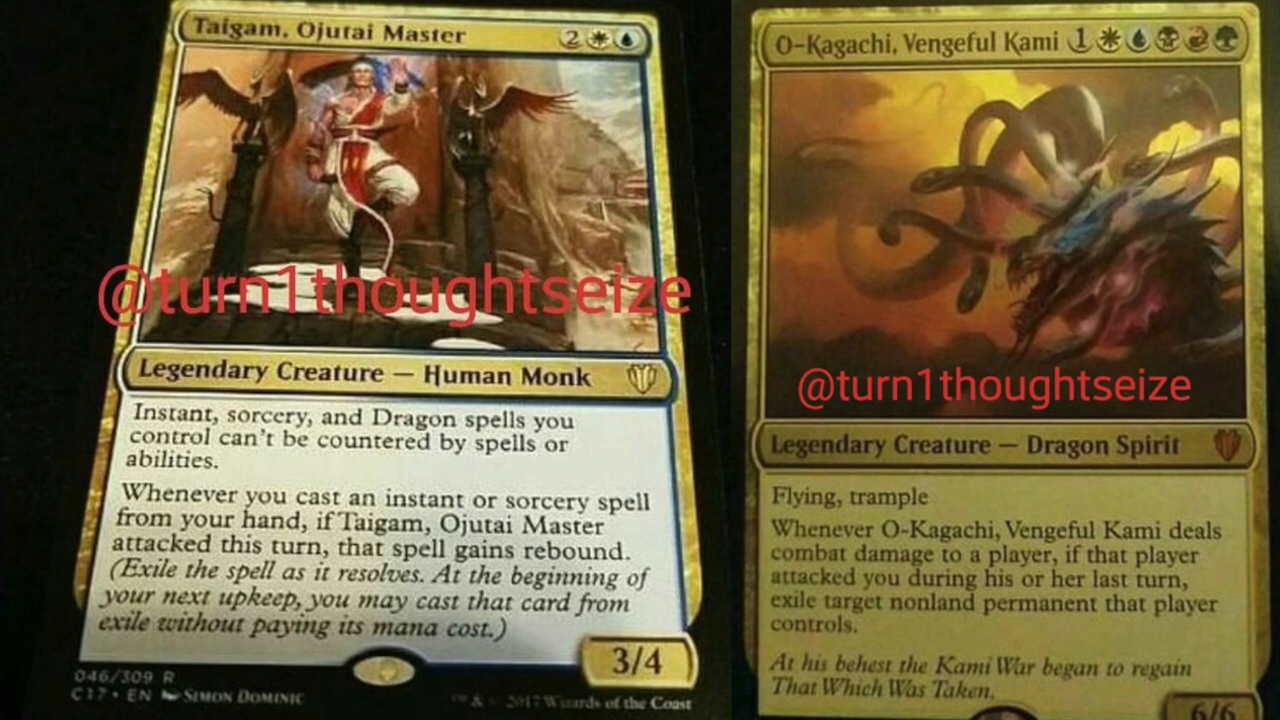 Taigam, Ojutai Master 2
@turn1thoughtseize
Legendary Creature — Human Monk
Instant, sorcery, and Dragon spells you
control can't be countered by spells or
abilities.
Whenever you cast an instant or sorcery spell
from your hand, if Taigam, Ojutai Master
attacked this turn, that spell gains rebound.
(Exile the spell as it resolves. At the beginning of
your next upkeep, you may cast that card from
exile without paying its mana cost.)
3/4
046/309 R
C17 • EN Simon Dominic
™ & © 2017 Wizards of the Coast
O-Kagachi, Vengeful Kami 1
@turn1thoughtseize
Legendary Creature — Dragon Spirit
Flying, trample
Whenever O-Kagachi, Vengeful Kami deals
combat damage to a player, if that player
attacked you during his or her last turn,
exile target nonland permanent that player
controls.
At his behest the Kami War began to regain
That Which Was Taken.
6/6